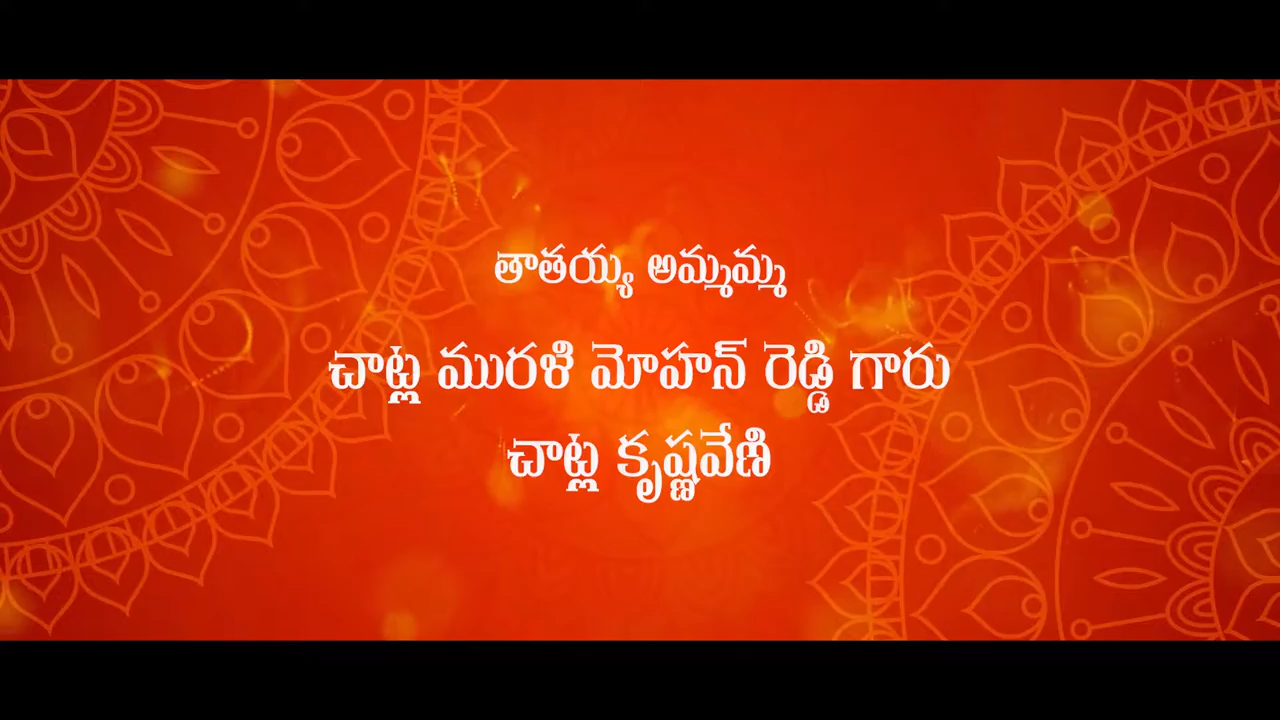 తాతయ్య అమ్మమ్మ
చాట్ల మురళి మోహన్ రెడ్డి గారు
చాట్ల కృష్ణవేణి